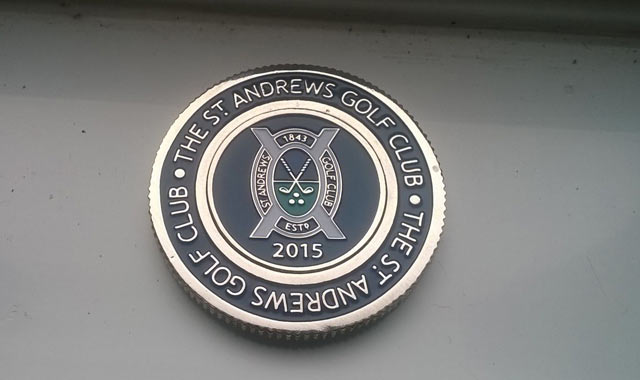 THE ST. ANDREWS GOLF CLUB • THE ST. ANDREWS GOLF CLUB •
1843
ST ANDREWS
GOLF CLUB
ESTD
2015